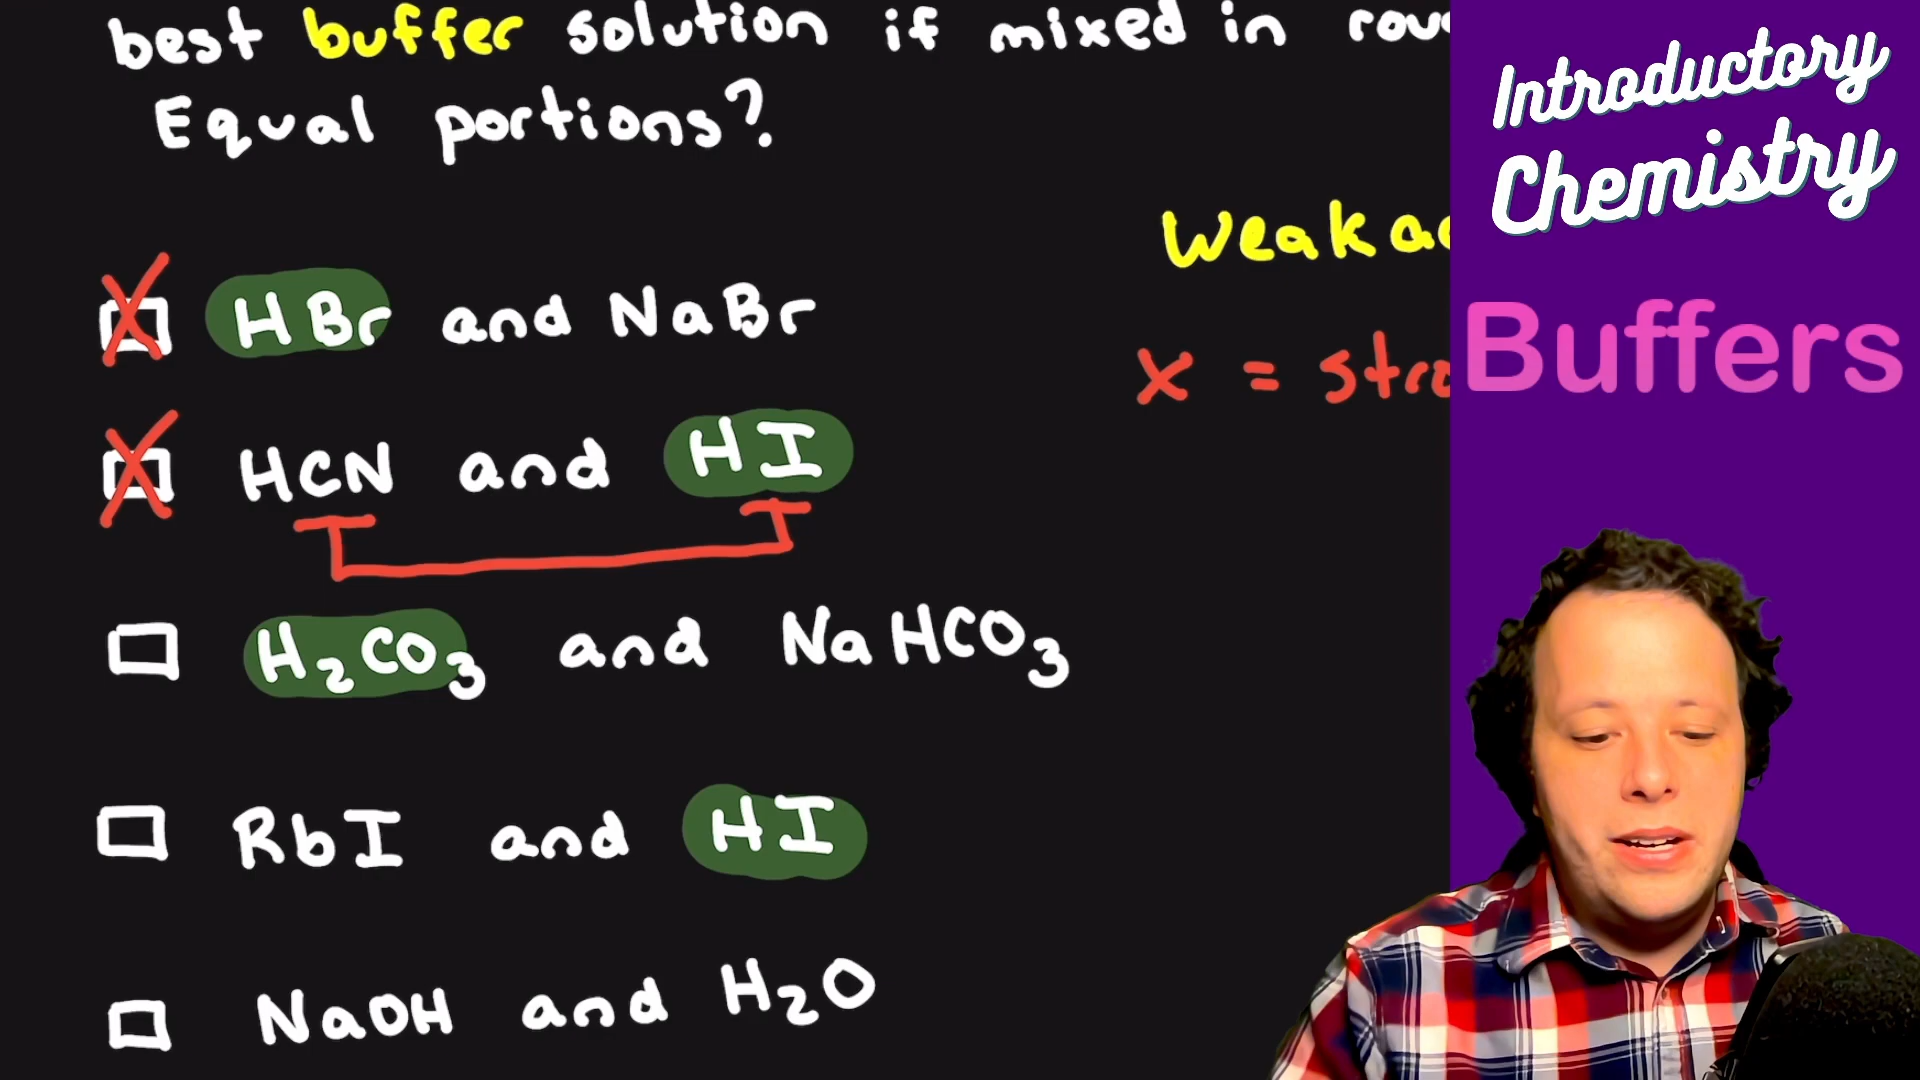 best buffer solution if mixed in
Equal portions?
Weak
x =
HBr and NaBr
HCN and HI
H₂CO₃ and NaHCO₃
RbI and HI
NaOH and H₂O
Introductory
Chemistry
Buffers